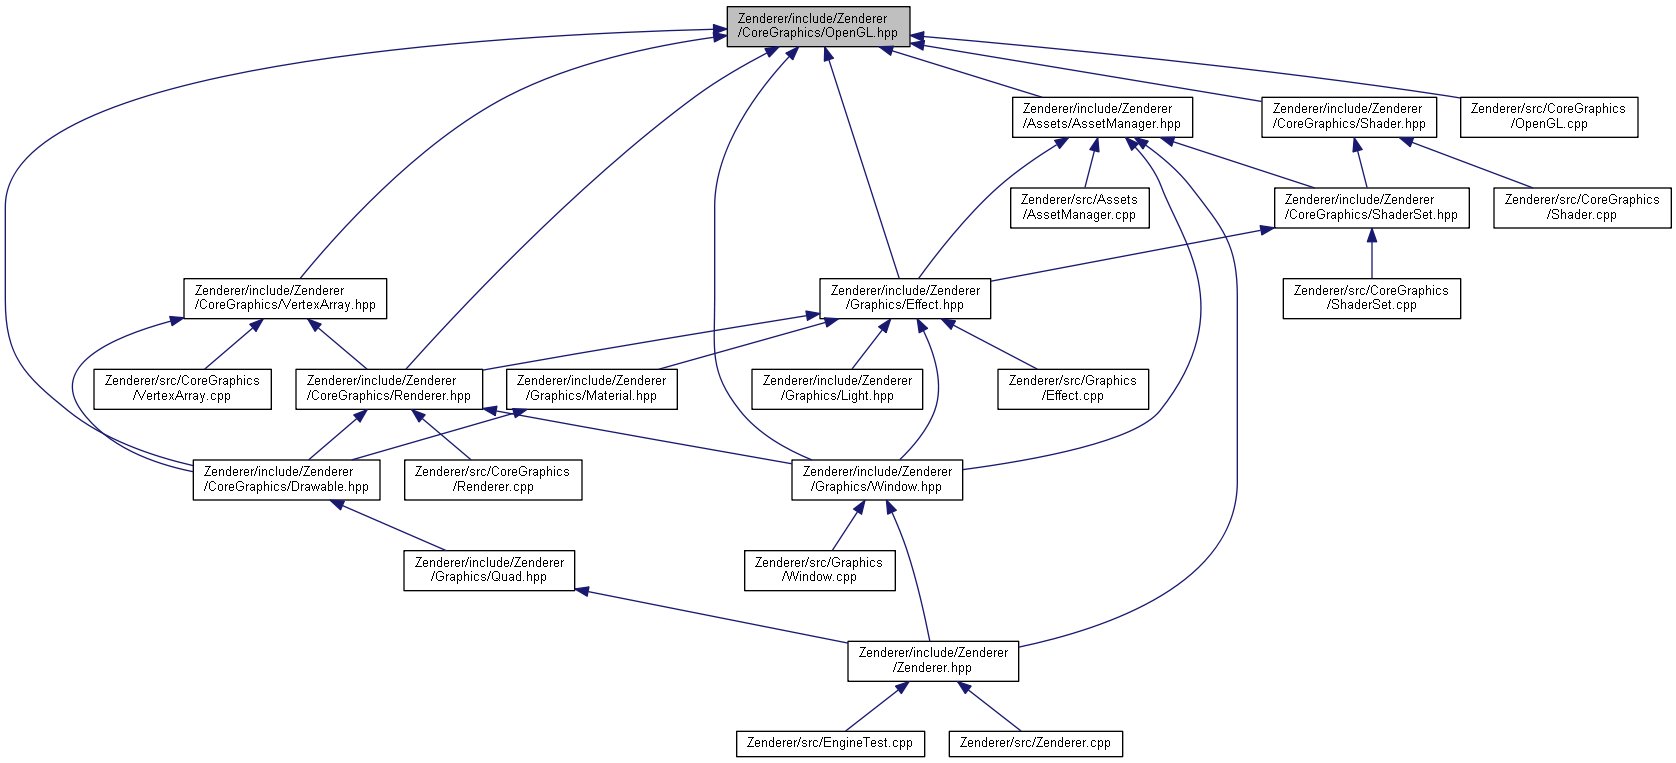 Zenderer/include/Zenderer
/CoreGraphics/OpenGL.hpp
Zenderer/include/Zenderer
/Assets/AssetManager.hpp
Zenderer/include/Zenderer
/CoreGraphics/Shader.hpp
Zenderer/src/CoreGraphics
/OpenGL.cpp
Zenderer/src/Assets
/AssetManager.cpp
Zenderer/include/Zenderer
/CoreGraphics/ShaderSet.hpp
Zenderer/src/CoreGraphics
/Shader.cpp
Zenderer/include/Zenderer
/CoreGraphics/VertexArray.hpp
Zenderer/include/Zenderer
/Graphics/Effect.hpp
Zenderer/src/CoreGraphics
/ShaderSet.cpp
Zenderer/src/CoreGraphics
/VertexArray.cpp
Zenderer/include/Zenderer
/CoreGraphics/Renderer.hpp
Zenderer/include/Zenderer
/Graphics/Material.hpp
Zenderer/include/Zenderer
/Graphics/Light.hpp
Zenderer/src/Graphics
/Effect.cpp
Zenderer/include/Zenderer
/CoreGraphics/Drawable.hpp
Zenderer/src/CoreGraphics
/Renderer.cpp
Zenderer/include/Zenderer
/Graphics/Window.hpp
Zenderer/include/Zenderer
/Graphics/Quad.hpp
Zenderer/src/Graphics
/Window.cpp
Zenderer/include/Zenderer
/Zenderer.hpp
Zenderer/src/EngineTest.cpp
Zenderer/src/Zenderer.cpp